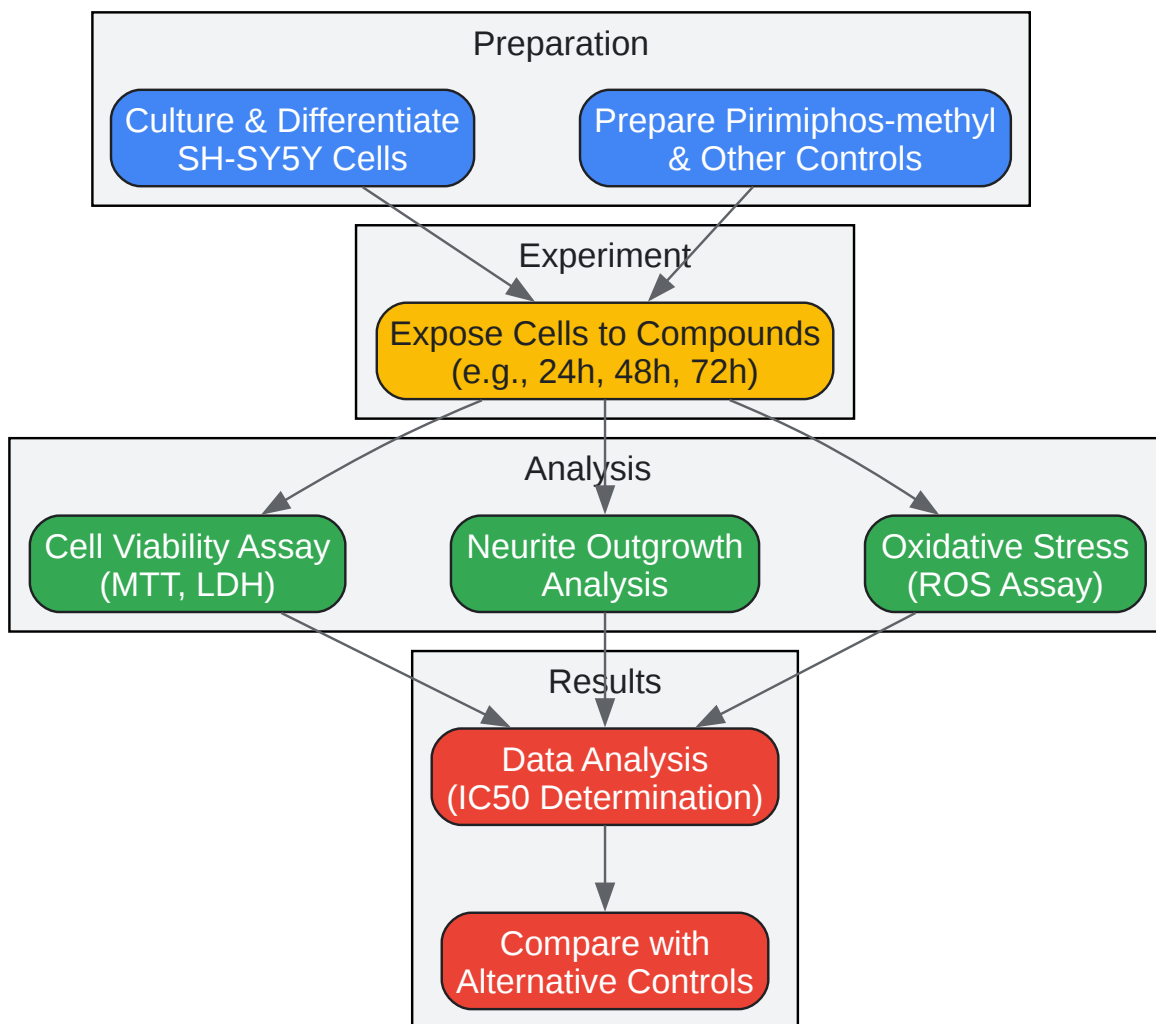 Preparation
Culture & Differentiate
SH-SY5Y Cells
Prepare Pirimiphos-methyl
& Other Controls
Experiment
Expose Cells to Compounds
(e.g., 24h, 48h, 72h)
Analysis
Cell Viability Assay
(MTT, LDH)
Neurite Outgrowth
Analysis
Oxidative Stress
(ROS Assay)
Results
Data Analysis
(IC50 Determination)
Compare with
Alternative Controls